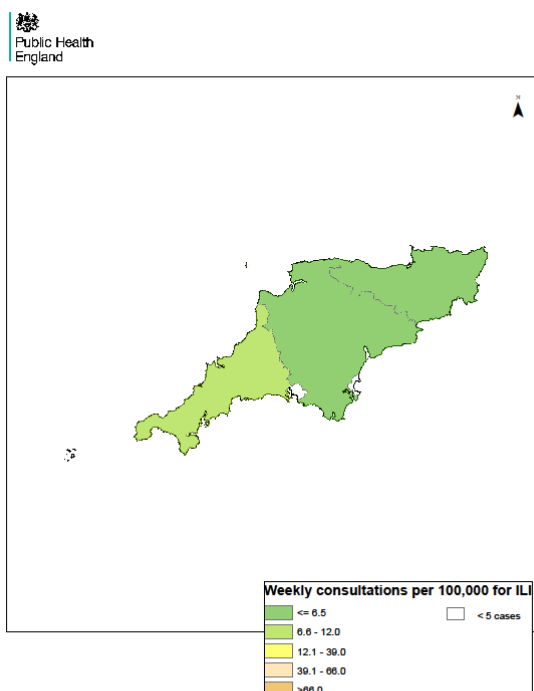 Public Health
England
N
Weekly consultations per 100,000 for ILI
<= 6.5
< 5 cases
6.6 - 12.0
12.1 - 39.0
39.1 - 66.0
>66.0